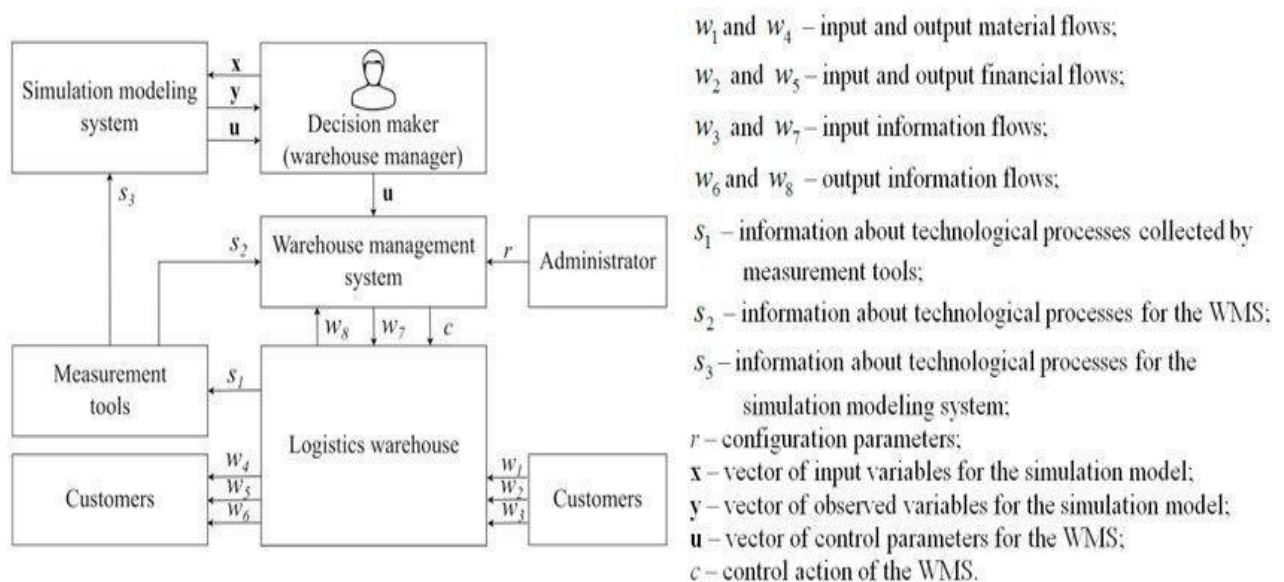 x
Simulation modeling
system
y
u
Decision maker
(warehouse manager)
s₃
u
s₂
Warehouse management
system
r
Administrator
w₈
w₇
c
Measurement
tools
s₁
Logistics warehouse
Customers
w₄
w₅
w₆
w₁
w₂
w₃
Customers
w₁ and w₄ – input and output material flows;
w₂ and w₅ – input and output financial flows;
w₃ and w₇ – input information flows;
w₆ and w₈ – output information flows;
s₁ – information about technological processes collected by
measurement tools;
s₂ – information about technological processes for the WMS;
s₃ – information about technological processes for the
simulation modeling system;
r – configuration parameters;
x – vector of input variables for the simulation model;
y – vector of observed variables for the simulation model;
u – vector of control parameters for the WMS;
c – control action of the WMS.